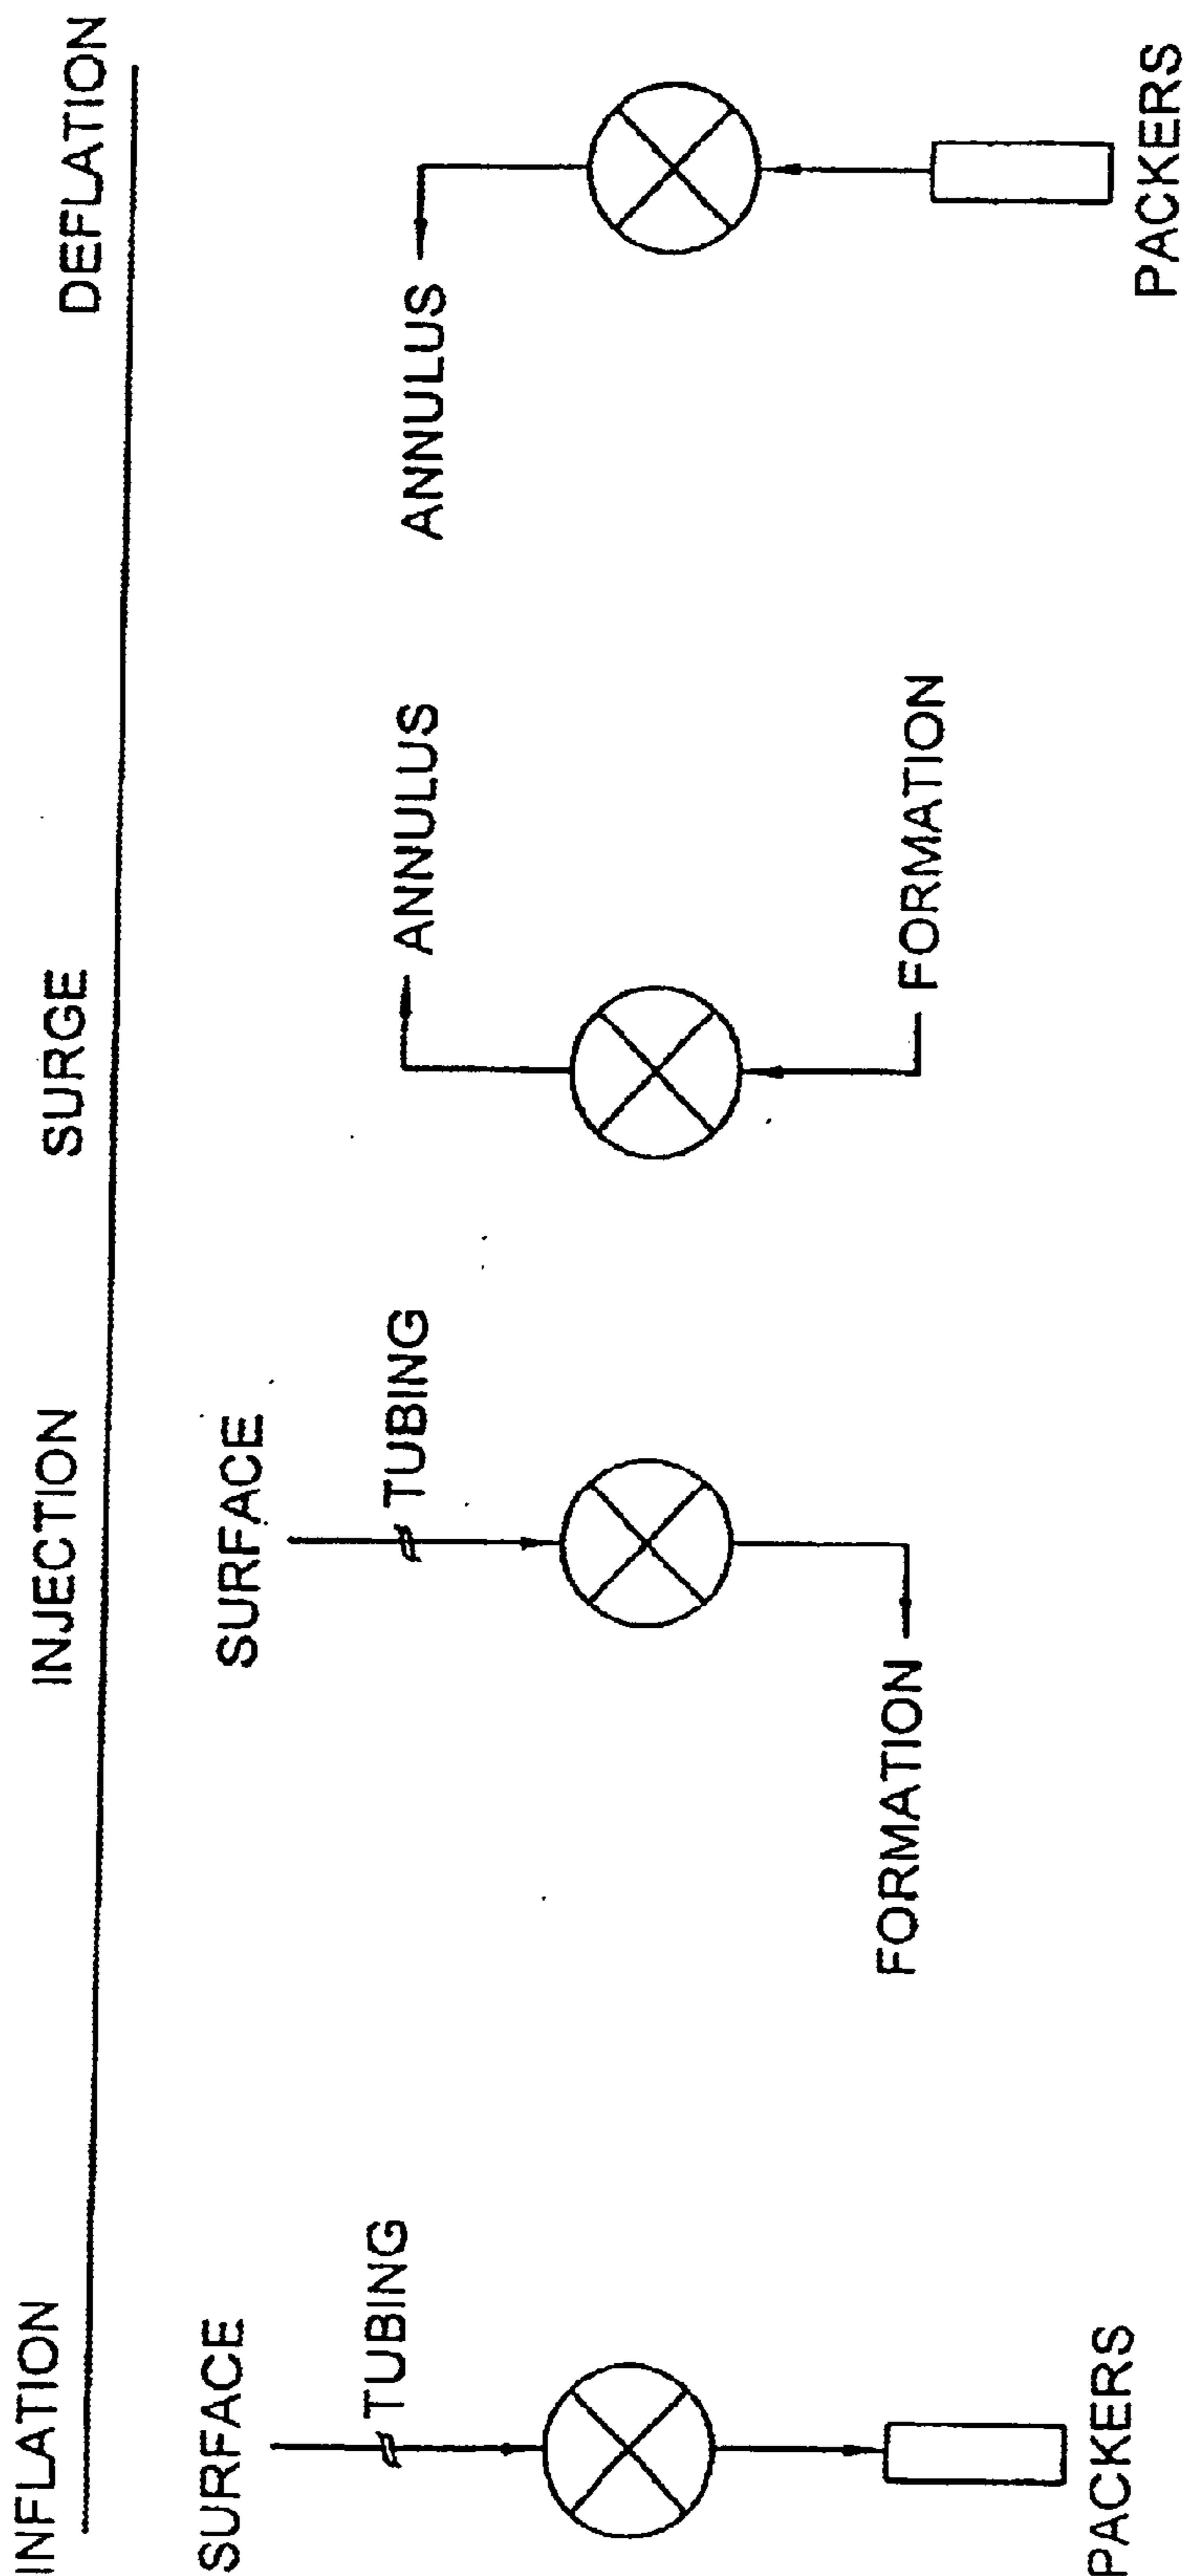 INFLATION INJECTION SURGE DEFLATION
SURFACE SURFACE
TUBING TUBING ANNULUS ANNULUS
FORMATION FORMATION
PACKERS PACKERS